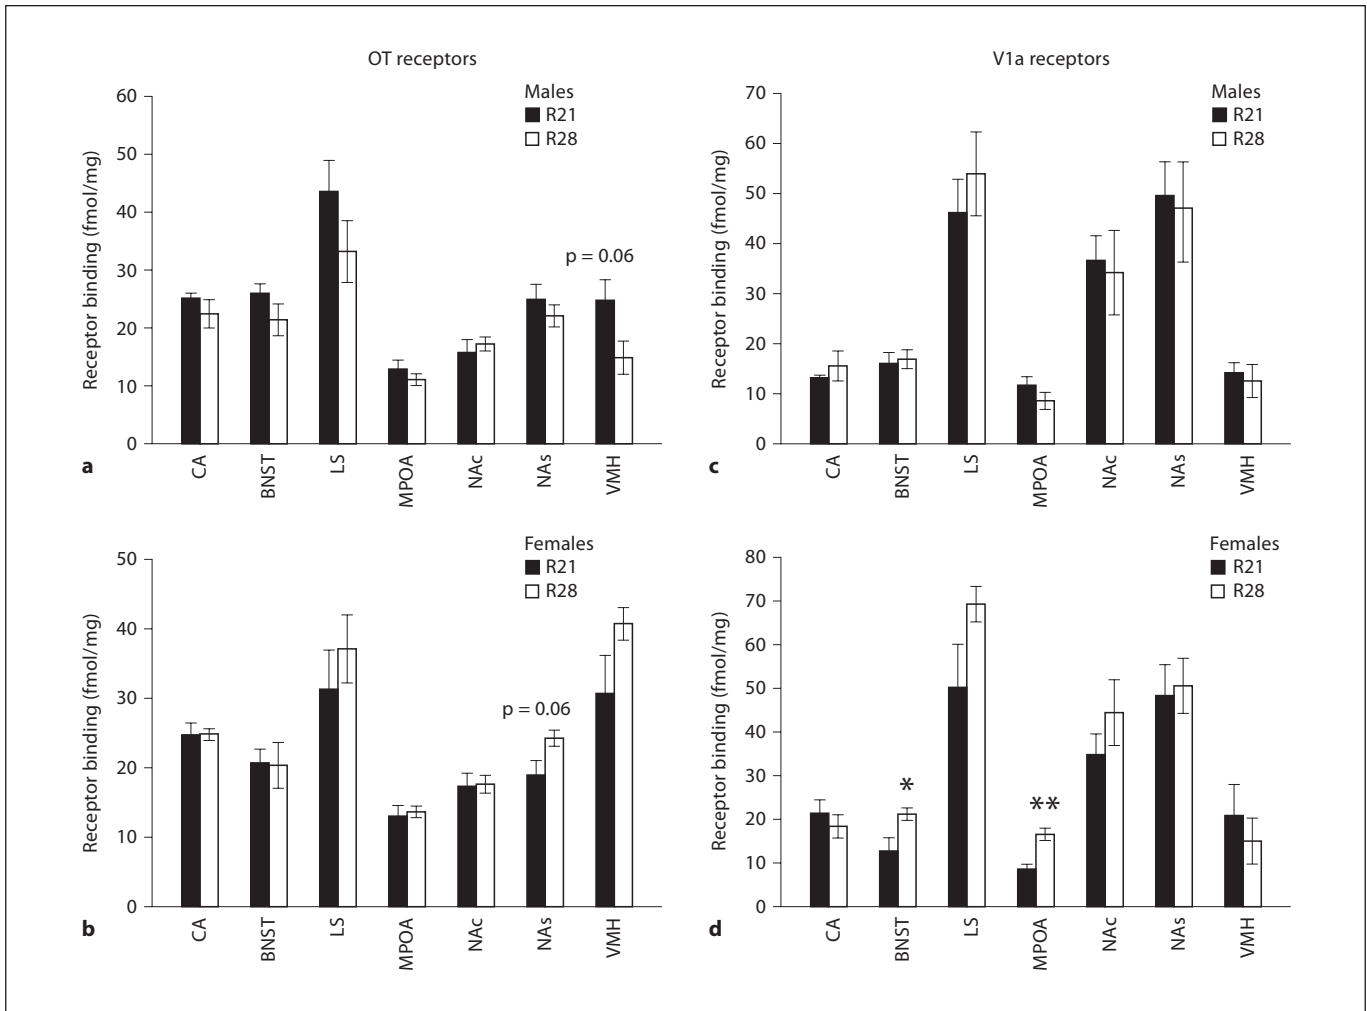 OT receptors
Males
R21
R28
Receptor binding (fmol/mg)
60
50
40
30
20
10
0
p = 0.06
CA
BNST
LS
MPOA
NAc
NAs
VMH
a
V1a receptors
Males
R21
R28
Receptor binding (fmol/mg)
70
60
50
40
30
20
10
0
CA
BNST
LS
MPOA
NAc
NAs
VMH
c
Females
R21
R28
Receptor binding (fmol/mg)
50
40
30
20
10
0
p = 0.06
CA
BNST
LS
MPOA
NAc
NAs
VMH
b
Females
R21
R28
Receptor binding (fmol/mg)
80
70
60
50
40
30
20
10
0
*
**
CA
BNST
LS
MPOA
NAc
NAs
VMH
d